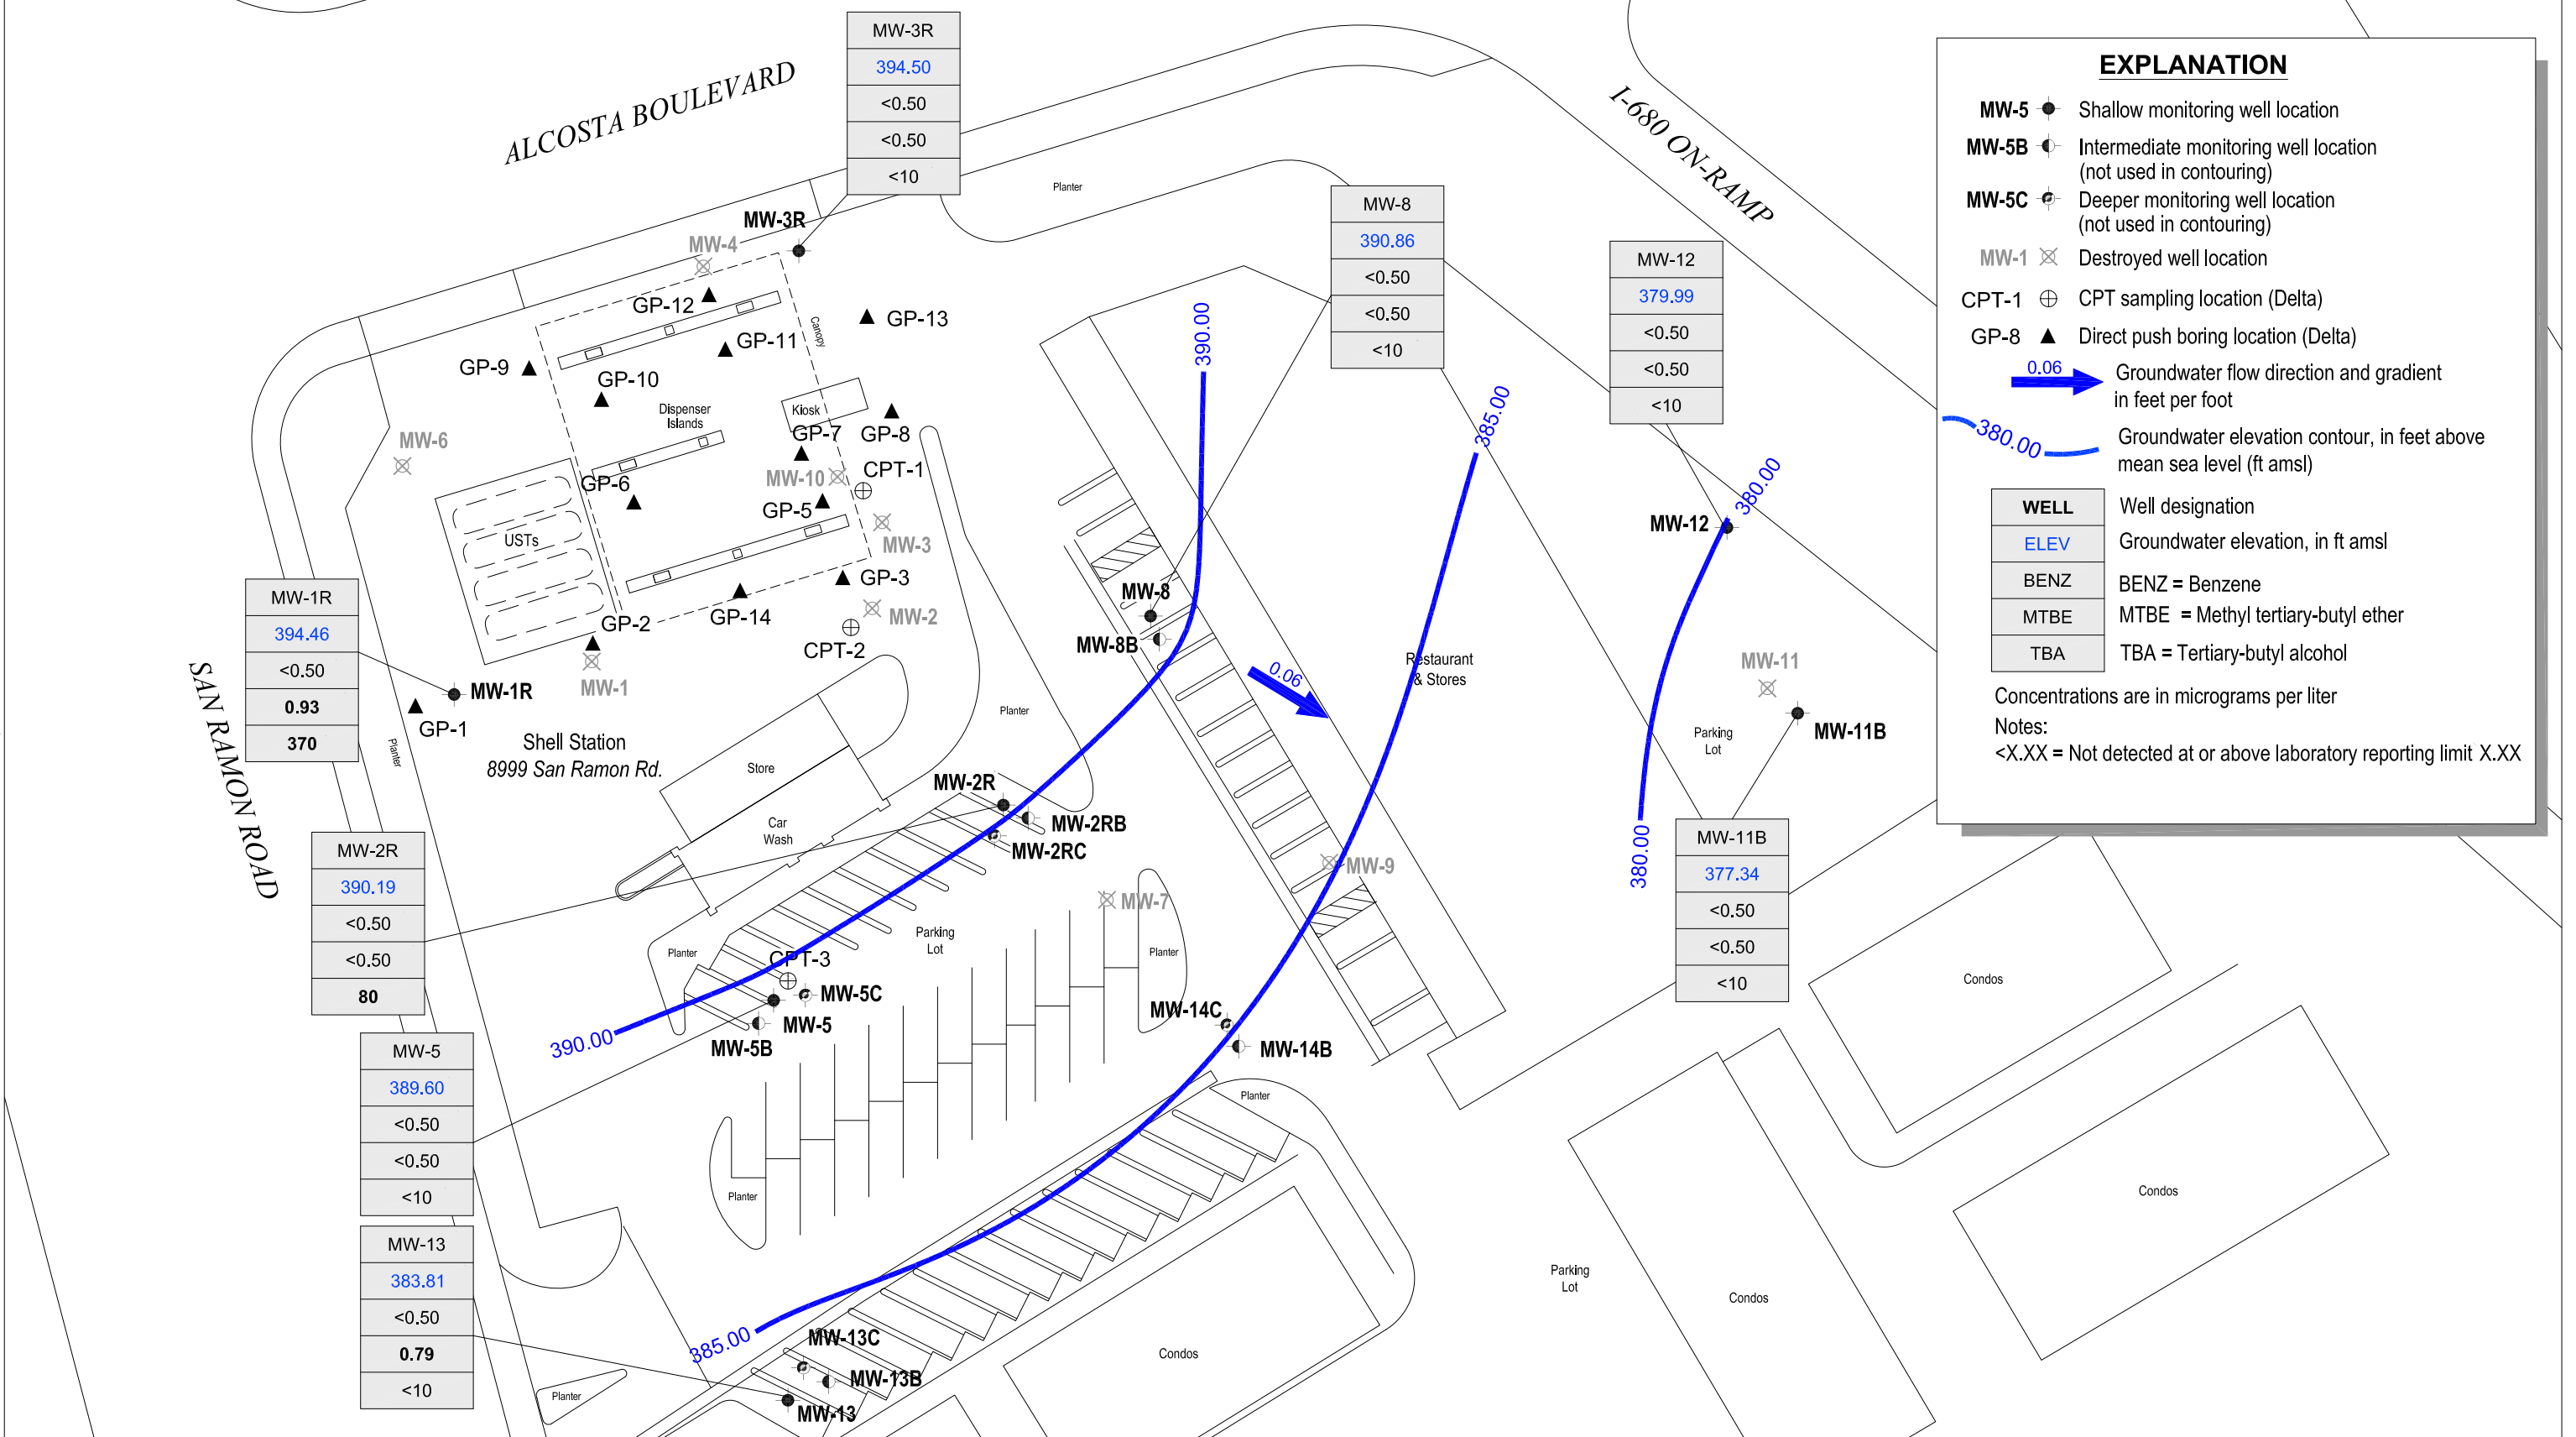 ALCOSTA BOULEVARD
I-680 ON-RAMP
SAN RAMON ROAD
MW-3R
394.50
<0.50
<0.50
<10
MW-8
390.86
<0.50
<0.50
<10
MW-12
379.99
<0.50
<0.50
<10
MW-1R
394.46
<0.50
0.93
370
MW-2R
390.19
<0.50
<0.50
80
MW-5
389.60
<0.50
<0.50
<10
MW-13
383.81
<0.50
0.79
<10
MW-11B
377.34
<0.50
<0.50
<10
Planter
MW-3R
MW-4
GP-12
GP-13
GP-11
Canopy
GP-9
GP-10
Dispenser
Islands
Kiosk
GP-7
GP-8
MW-6
MW-10
CPT-1
GP-6
GP-5
USTs
MW-3
GP-3
GP-14
MW-2
GP-2
CPT-2
MW-1
MW-1R
GP-1
Planter
Shell Station
8999 San Ramon Rd.
Store
Car
Wash
Planter
MW-2R
MW-2RB
MW-2RC
MW-8
MW-8B
390.00
385.00
380.00
0.06
Restaurant
& Stores
MW-12
MW-11
MW-11B
Parking
Lot
380.00
MW-9
MW-7
Planter
Parking
Lot
Planter
CPT-3
MW-5C
MW-5
MW-5B
390.00
MW-14C
MW-14B
Planter
Planter
385.00
MW-13C
MW-13B
MW-13
Planter
Condos
Condos
Condos
Condos
Parking
Lot
EXPLANATION
MW-5 Shallow monitoring well location
MW-5B Intermediate monitoring well location
(not used in contouring)
MW-5C Deeper monitoring well location
(not used in contouring)
MW-1 Destroyed well location
CPT-1 CPT sampling location (Delta)
GP-8 Direct push boring location (Delta)
0.06 Groundwater flow direction and gradient
in feet per foot
380.00 Groundwater elevation contour, in feet above
mean sea level (ft amsl)
WELL Well designation
ELEV Groundwater elevation, in ft amsl
BENZ BENZ = Benzene
MTBE MTBE = Methyl tertiary-butyl ether
TBA TBA = Tertiary-butyl alcohol
Concentrations are in micrograms per liter
Notes:
<X.XX = Not detected at or above laboratory reporting limit X.XX